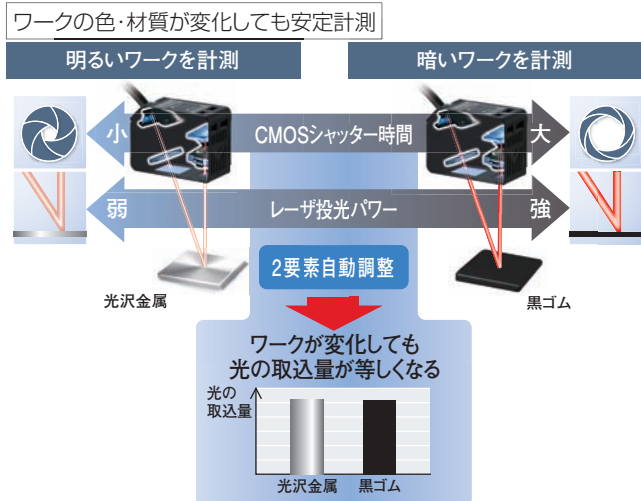 ワークの色・材質が変化しても安定計測
明るいワークを計測
暗いワークを計測
小
CMOSシャッター時間
大
弱
レーザ投光パワー
強
光沢金属
2要素自動調整
黒ゴム
ワークが変化しても
光の取込量が等しくなる
光の
取込量
光沢金属
黒ゴム